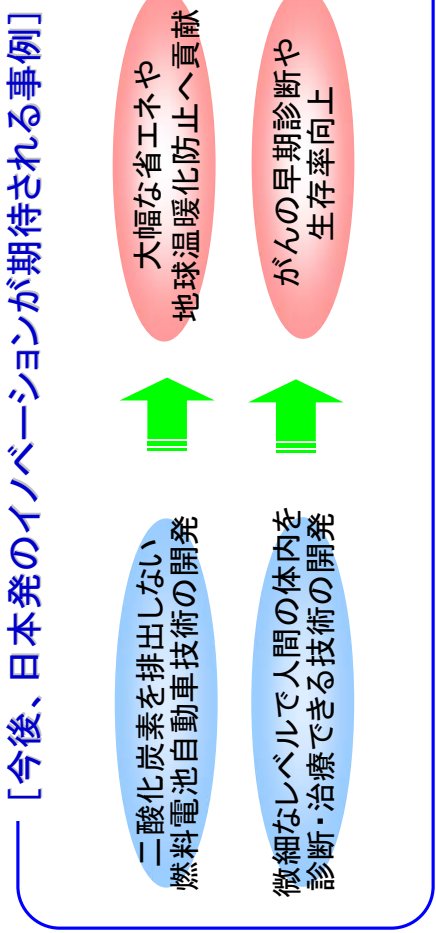 ［今後、日本発のイノベーションが期待される事例］
二酸化炭素を排出しない
燃料電池自動車技術の開発
大幅な省エネや
地球温暖化防止へ貢献
微細なレベルで人間の体内を
診断・治療できる技術の開発
がんの早期診断や
生存率向上